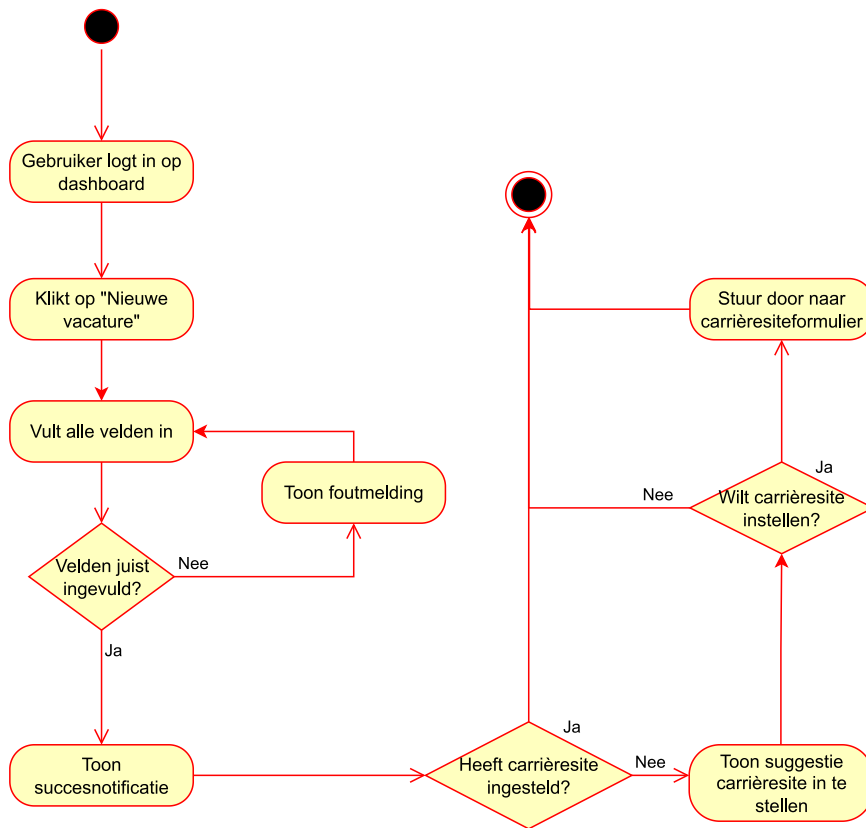 Gebruiker logt in op
dashboard
Klikt op "Nieuwe
vacature"
Vult alle velden in
Toon foutmelding
Velden juist
ingevuld?
Nee
Ja
Toon
succesnotificatie
Heeft carrièresite
ingesteld?
Ja
Nee
Toon suggestie
carrièresite in te
stellen
Wilt carrièresite
instellen?
Nee
Ja
Stuur door naar
carrièresiteformulier